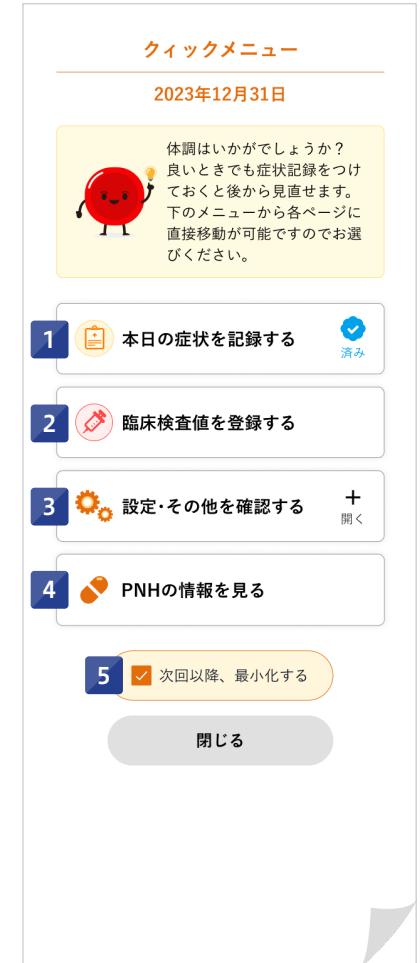 クィックメニュー
2023年12月31日
体調はいかがでしょうか？
良いときでも症状記録をつけ
ておくと後から見直せます。
下のメニューから各ページに
直接移動が可能ですのでお選
びください。
1 本日の症状を記録する 済み
2 臨床検査値を登録する
3 設定・その他を確認する + 開く
4 PNHの情報を見る
5 次回以降、最小化する
閉じる